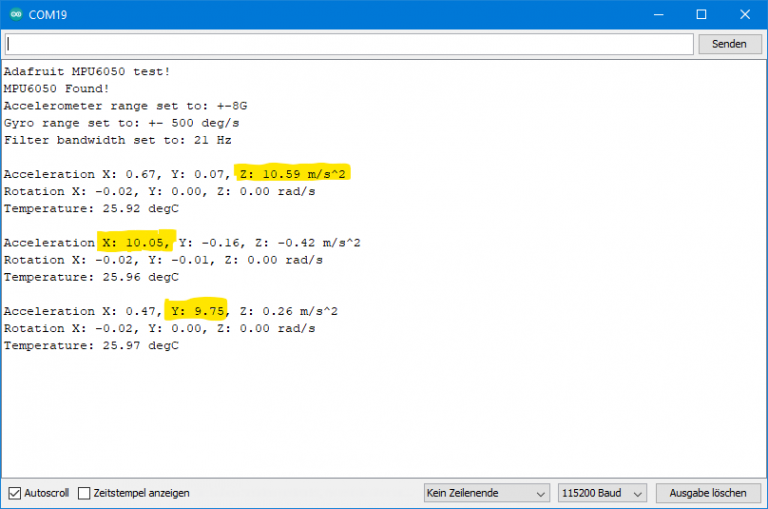 COM19
Senden
Adafruit MPU6050 test!
MPU6050 Found!
Accelerometer range set to: +-8G
Gyro range set to: +- 500 deg/s
Filter bandwidth set to: 21 Hz
Acceleration X: 0.67, Y: 0.07, Z: 10.59 m/s^2
Rotation X: -0.02, Y: 0.00, Z: 0.00 rad/s
Temperature: 25.92 degC
Acceleration X: 10.05, Y: -0.16, Z: -0.42 m/s^2
Rotation X: -0.02, Y: -0.01, Z: 0.00 rad/s
Temperature: 25.96 degC
Acceleration X: 0.47, Y: 9.75, Z: 0.26 m/s^2
Rotation X: -0.02, Y: 0.00, Z: 0.00 rad/s
Temperature: 25.97 degC
Autoscroll Zeitstempel anzeigen Kein Zeilenende 115200 Baud Ausgabe löschen